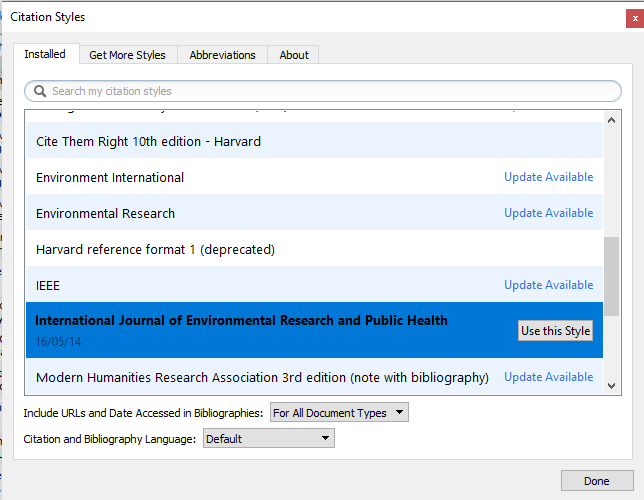 Citation Styles
x
Installed
Get More Styles
Abbreviations
About
Search my citation styles
Cite Them Right 10th edition - Harvard
Environment International
Update Available
Environmental Research
Update Available
Harvard reference format 1 (deprecated)
IEEE
Update Available
International Journal of Environmental Research and Public Health
16/05/14
Use this Style
Modern Humanities Research Association 3rd edition (note with bibliography)
Update Available
Include URLs and Date Accessed in Bibliographies:
For All Document Types
Citation and Bibliography Language:
Default
Done